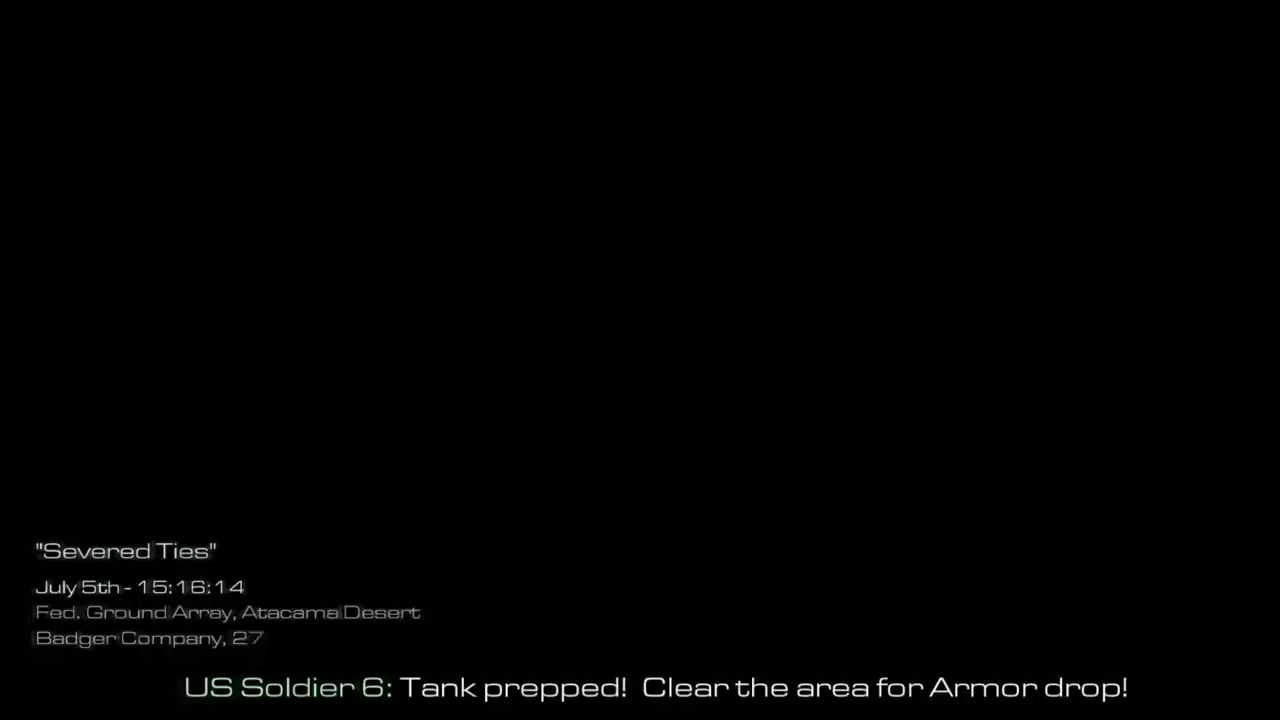 "Severed Ties"
July 5th - 15:16:14
Fed. Ground Array, Atacama Desert
Badger Company, 27
US Soldier 6: Tank prepped!  Clear the area for Armor drop!